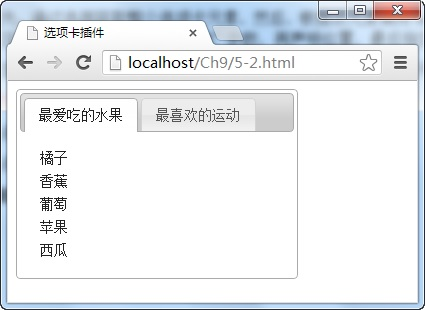 选项卡插件
localhost/Ch9/5-2.html
最爱吃的水果 最喜欢的运动
橘子
香蕉
葡萄
苹果
西瓜